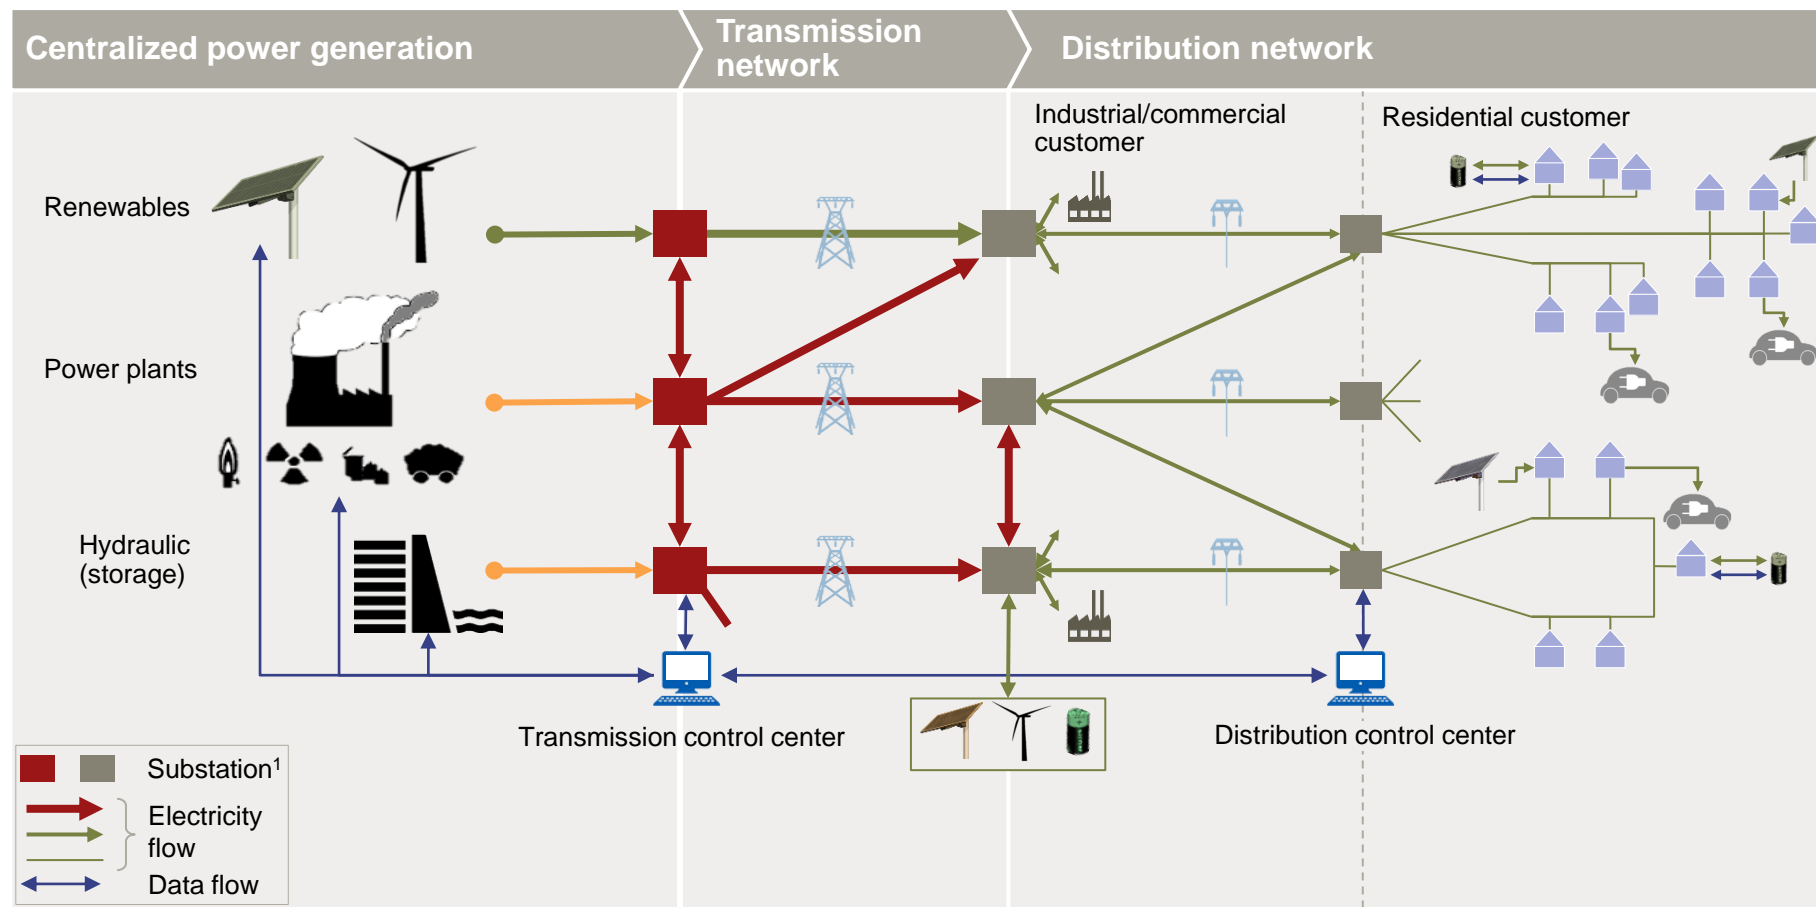 Centralized power generation
Transmission
network
Distribution network
Industrial/commercial
customer
Residential customer
Renewables
Power plants
Hydraulic
(storage)
Transmission control center
Distribution control center
Substation¹
Electricity
flow
Data flow